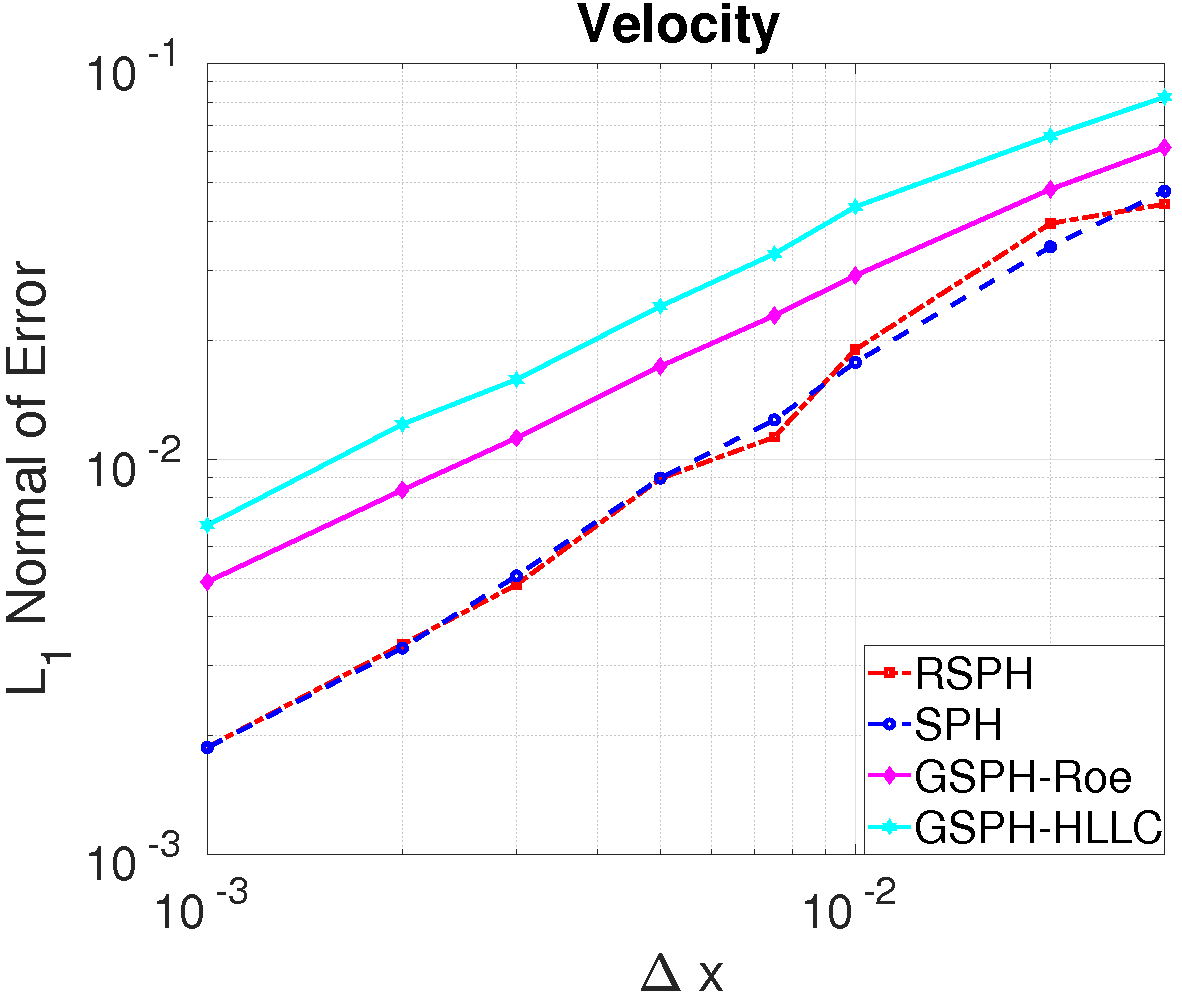 Velocity
10^-1
10^-2
10^-3
L_1 Normal of Error
RSPH
SPH
GSPH-Roe
GSPH-HLLC
10^-3
10^-2
Δ x